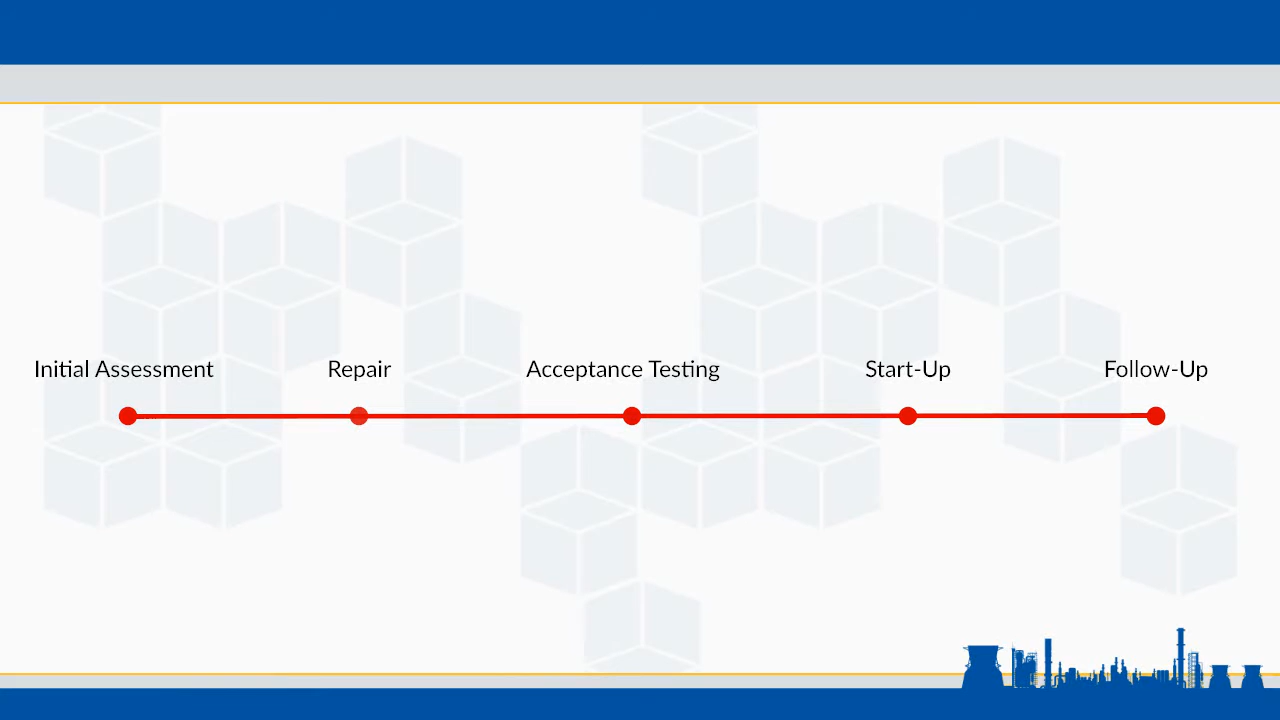 Initial Assessment
Repair
Acceptance Testing
Start-Up
Follow-Up